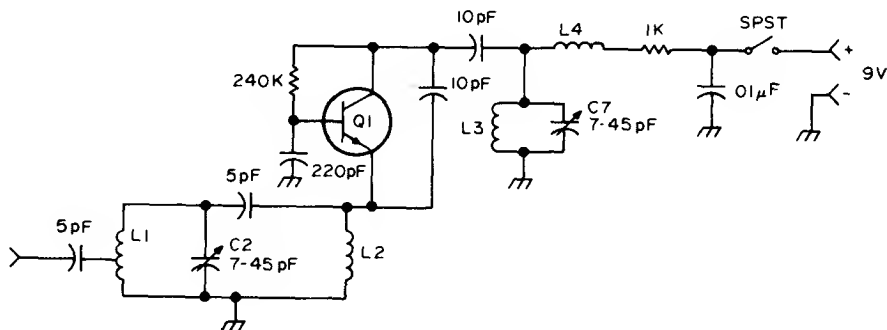 10pF
L4
1K
SPST
+
9V
-
240K
10pF
01µF
Q1
L3
C7
7-45pF
220pF
5pF
5pF
L1
C2
7-45pF
L2